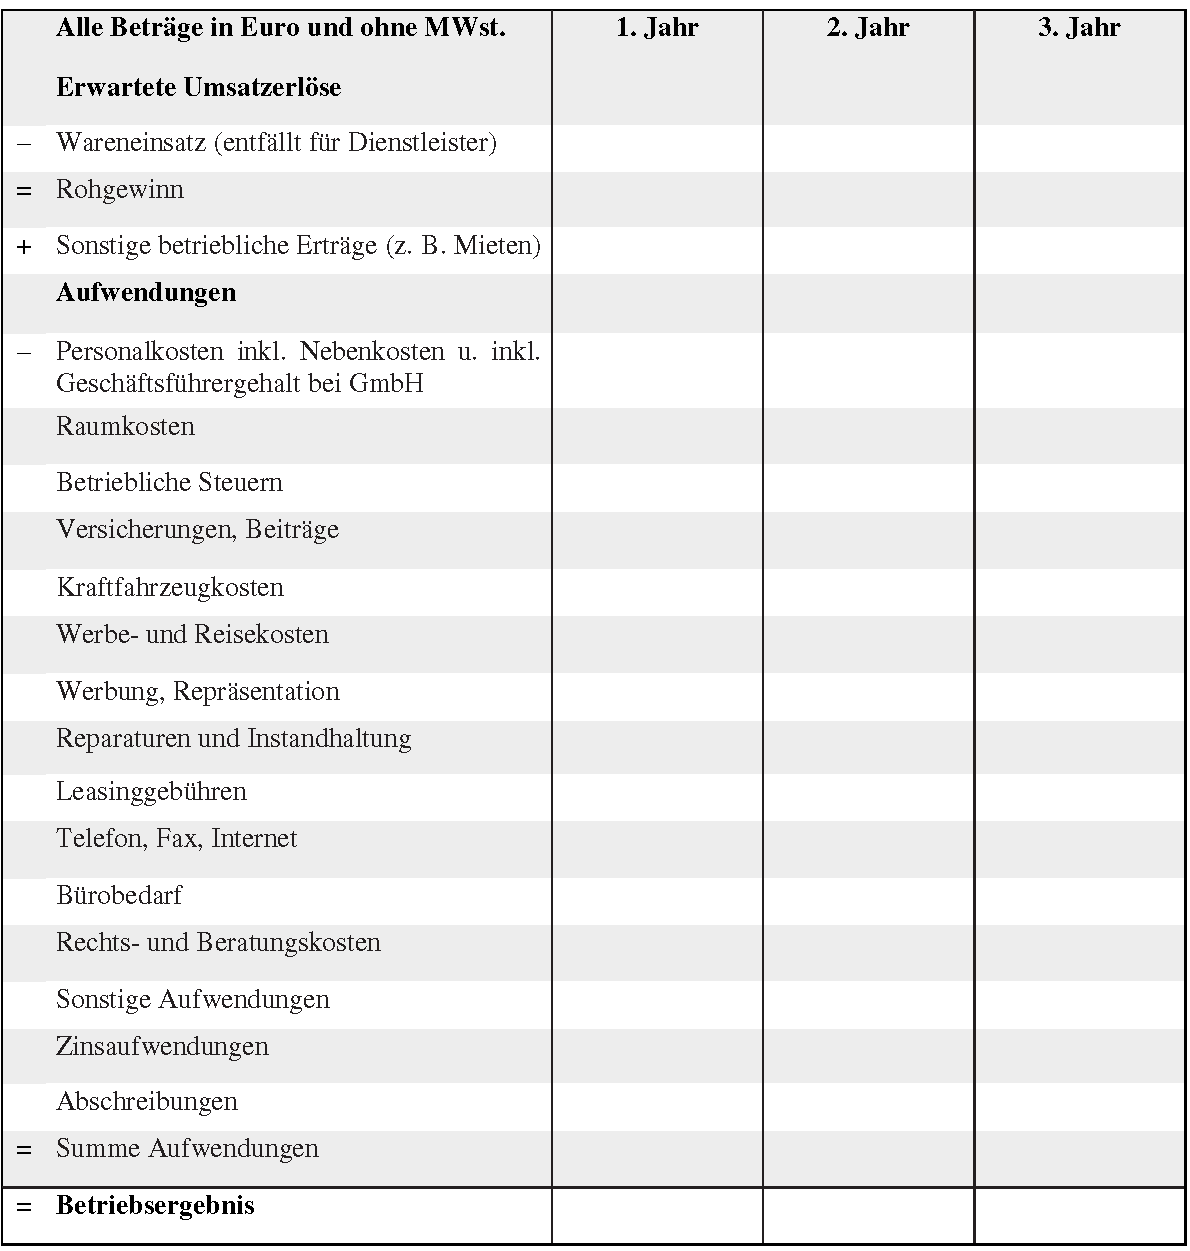 Alle Beträge in Euro und ohne MWst. 1. Jahr 2. Jahr 3. Jahr
Erwartete Umsatzerlöse
– Wareneinsatz (entfällt für Dienstleister)
= Rohgewinn
+ Sonstige betriebliche Erträge (z. B. Mieten)
Aufwendungen
– Personalkosten inkl. Nebenkosten u. inkl.
Geschäftsführergehalt bei GmbH
Raumkosten
Betriebliche Steuern
Versicherungen, Beiträge
Kraftfahrzeugkosten
Werbe- und Reisekosten
Werbung, Repräsentation
Reparaturen und Instandhaltung
Leasinggebühren
Telefon, Fax, Internet
Bürobedarf
Rechts- und Beratungskosten
Sonstige Aufwendungen
Zinsaufwendungen
Abschreibungen
= Summe Aufwendungen
= Betriebsergebnis